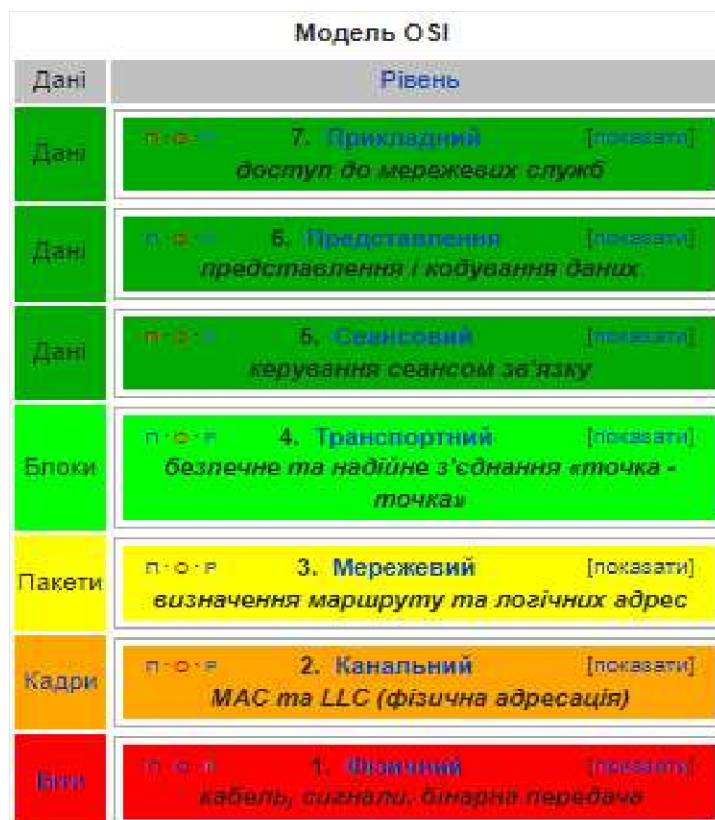 Модель OSI
Дані Рівень
Дані п·о·р 7. Прикладний [показати]
доступ до мережевих служб
Дані п·о·р 6. Представлення [показати]
представлення і кодування даних
Дані п·о·р 5. Сеансовий [показати]
керування сеансом зв'язку
Блоки п·о·р 4. Транспортний [показати]
безпечне та надійне з'єднання «точка -
точка»
Пакети п·о·р 3. Мережевий [показати]
визначення маршруту та логічних адрес
Кадри п·о·р 2. Канальний [показати]
MAC та LLC (фізична адресація)
Біти п·о·р 1. Фізичний [показати]
кабель, сигнали, бінарна передача